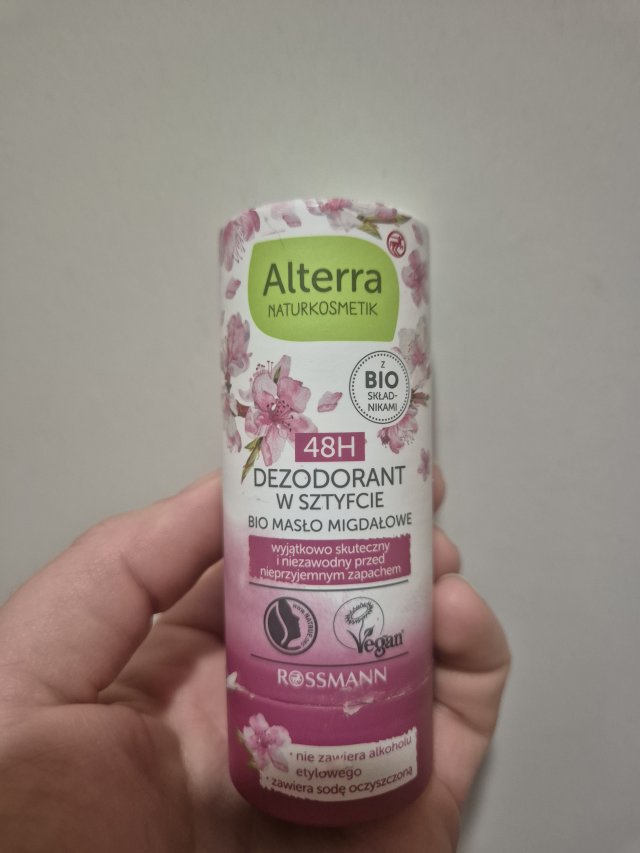 Alterra
NATURKOSMETIK
Z
BIO
SKŁAD-
NIKAMI
48H
DEZODORANT
W SZTYFCIE
BIO MASŁO MIGDAŁOWE
wyjątkowo skuteczny
i niezawodny przed
nieprzyjemnym zapachem
Vegan
ROSSMANN
• nie zawiera alkoholu
etylowego
• zawiera sodę oczyszczoną